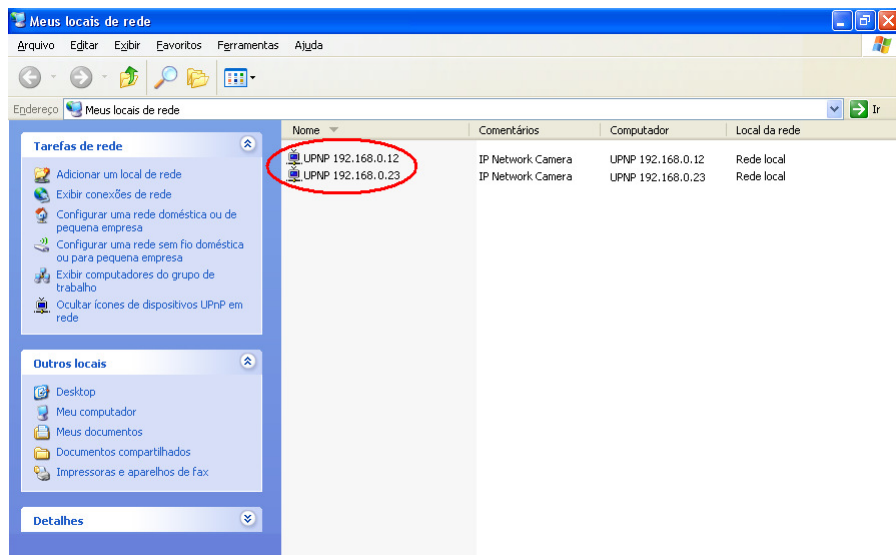 Meus locais de rede
Arquivo Editar Exibir Favoritos Ferramentas Ajuda
Endereço Meus locais de rede Ir
Tarefas de rede
Adicionar um local de rede
Exibir conexões de rede
Configurar uma rede doméstica ou de
pequena empresa
Configurar uma rede sem fio doméstica
ou para pequena empresa
Exibir computadores do grupo de
trabalho
Ocultar ícones de dispositivos UPnP em
rede
Outros locais
Desktop
Meu computador
Meus documentos
Documentos compartilhados
Impressoras e aparelhos de fax
Detalhes
Nome Comentários Computador Local da rede
UPNP 192.168.0.12 IP Network Camera UPNP 192.168.0.12 Rede local
UPNP 192.168.0.23 IP Network Camera UPNP 192.168.0.23 Rede local